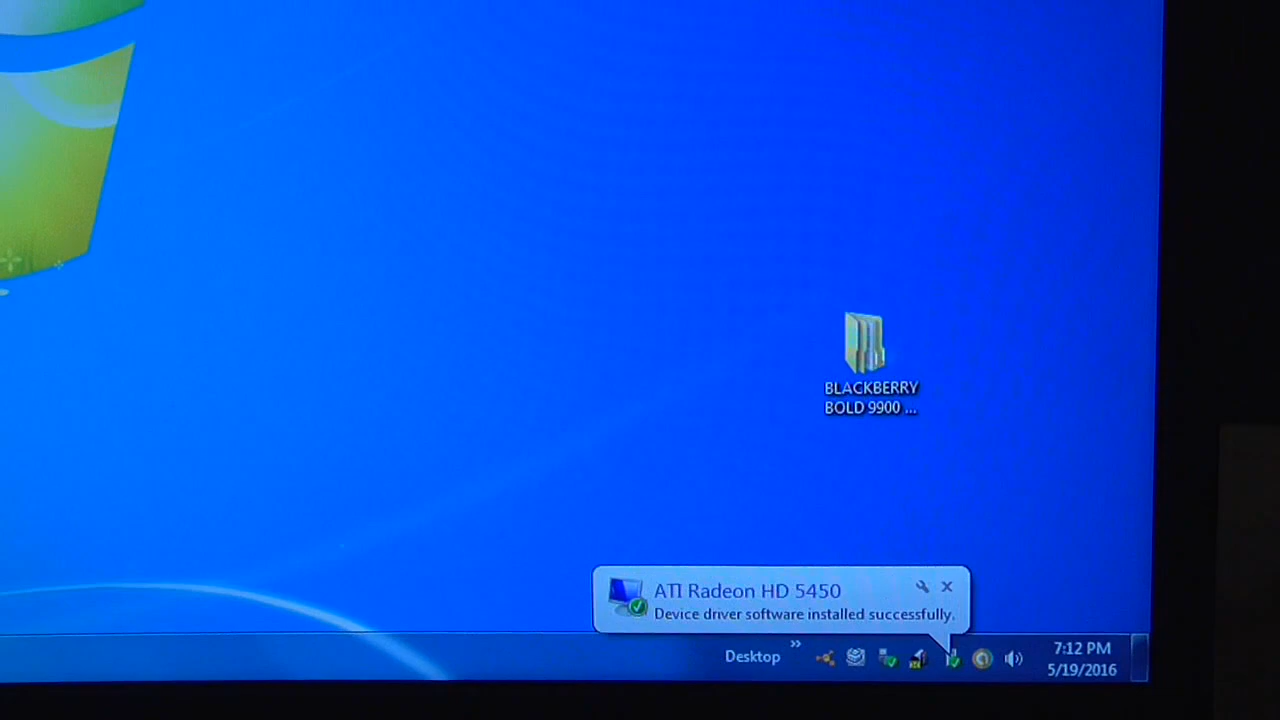 BLACKBERRY
BOLD 9900 ...
ATI Radeon HD 5450
Device driver software installed successfully.
Desktop
7:12 PM
5/19/2016